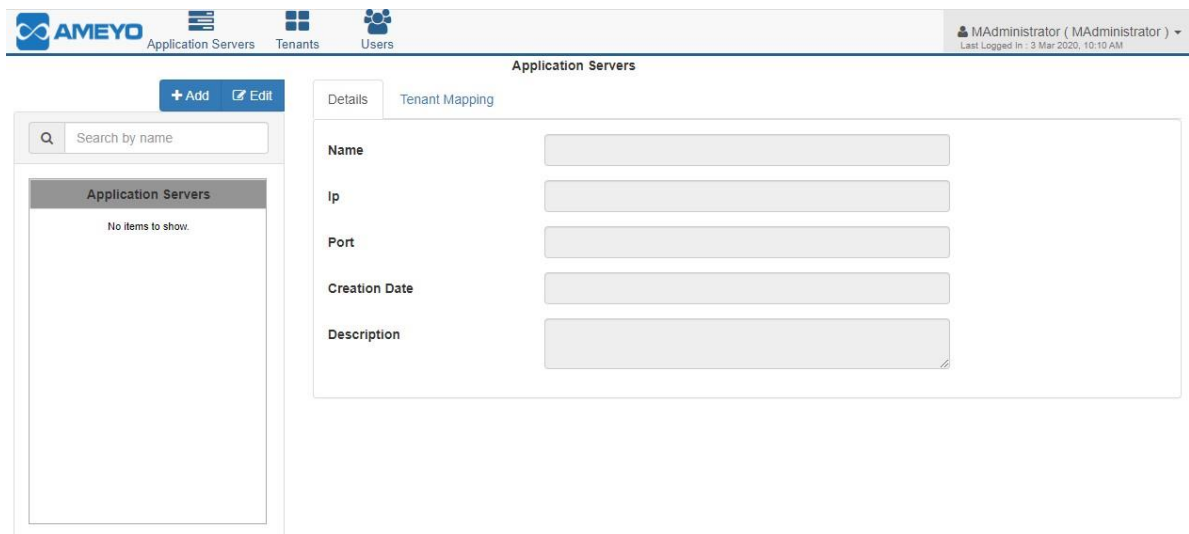 AMEYO
Application Servers
Tenants
Users
MAdministrator ( MAdministrator )
Last Logged In : 3 Mar 2020, 10:10 AM
Application Servers
Add
Edit
Details
Tenant Mapping
Search by name
Application Servers
No items to show.
Name
Ip
Port
Creation Date
Description